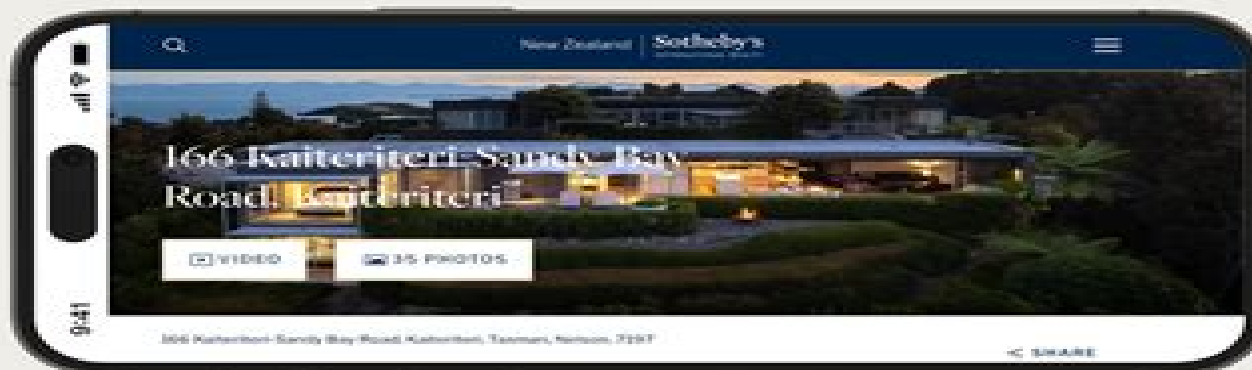 9:41
New Zealand | Sotheby's
166 Kaiteriteri-Sandy Bay
Road, Kaiteriteri
VIDEO
35 PHOTOS
166 Kaiteriteri-Sandy Bay Road, Kaiteriteri, Tasman, Nelson, 7197
SHARE